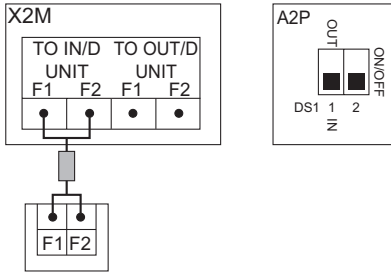 X2M
TO IN/D TO OUT/D
UNIT UNIT
F1 F2 F1 F2
F1 F2
A2P
OUT
ON/OFF
DS1 1 2
IN